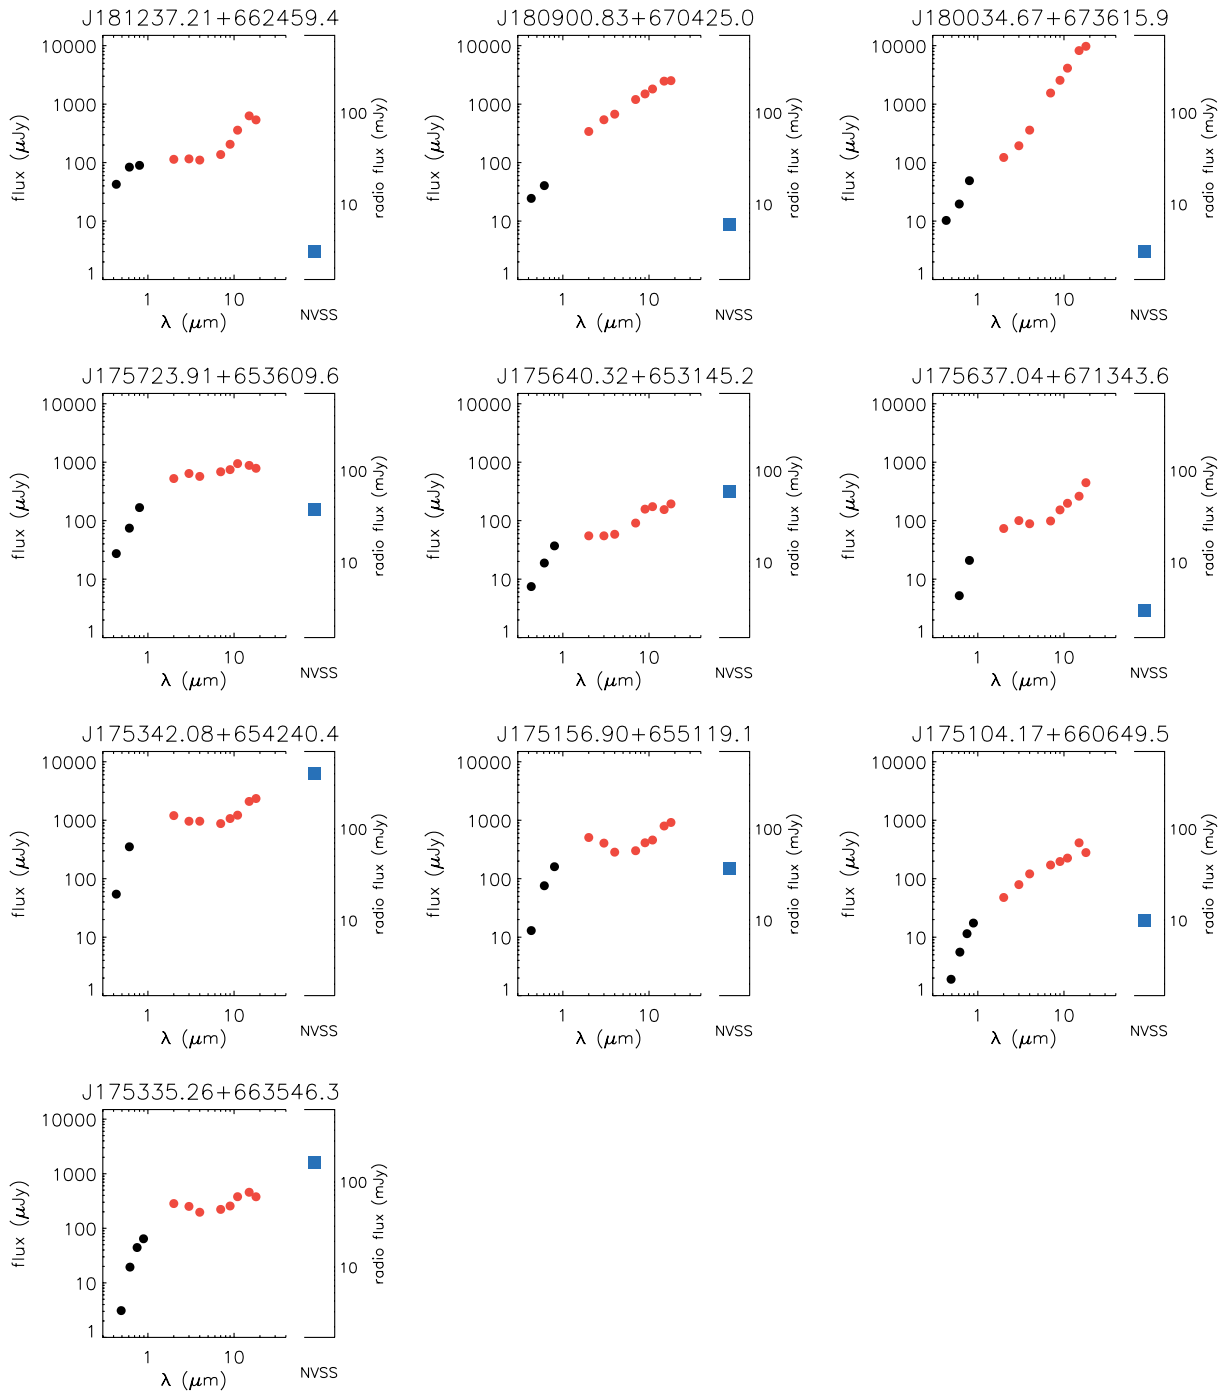 J181237.21+662459.4
10000
1000
100
10
1
flux (μJy)
1 10
λ (μm)
100
10
radio flux (mJy)
NVSS
J180900.83+670425.0
10000
1000
100
10
1
flux (μJy)
1 10
λ (μm)
100
10
radio flux (mJy)
NVSS
J180034.67+673615.9
10000
1000
100
10
1
flux (μJy)
1 10
λ (μm)
100
10
radio flux (mJy)
NVSS
J175723.91+653609.6
10000
1000
100
10
1
flux (μJy)
1 10
λ (μm)
100
10
radio flux (mJy)
NVSS
J175640.32+653145.2
10000
1000
100
10
1
flux (μJy)
1 10
λ (μm)
100
10
radio flux (mJy)
NVSS
J175637.04+671343.6
10000
1000
100
10
1
flux (μJy)
1 10
λ (μm)
100
10
radio flux (mJy)
NVSS
J175342.08+654240.4
10000
1000
100
10
1
flux (μJy)
1 10
λ (μm)
100
10
radio flux (mJy)
NVSS
J175156.90+655119.1
10000
1000
100
10
1
flux (μJy)
1 10
λ (μm)
100
10
radio flux (mJy)
NVSS
J175104.17+660649.5
10000
1000
100
10
1
flux (μJy)
1 10
λ (μm)
100
10
radio flux (mJy)
NVSS
J175335.26+663546.3
10000
1000
100
10
1
flux (μJy)
1 10
λ (μm)
100
10
radio flux (mJy)
NVSS